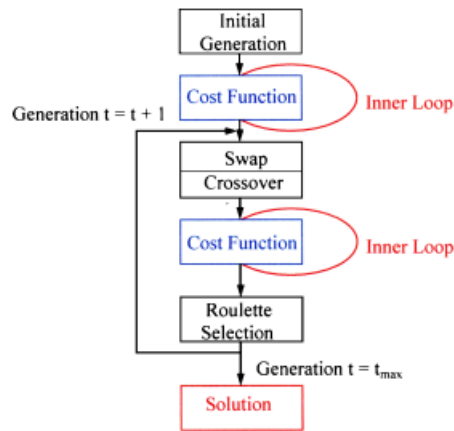 Initial
Generation
Cost Function
Inner Loop
Generation t = t + 1
Swap
Crossover
Cost Function
Inner Loop
Roulette
Selection
Generation t = tmax
Solution